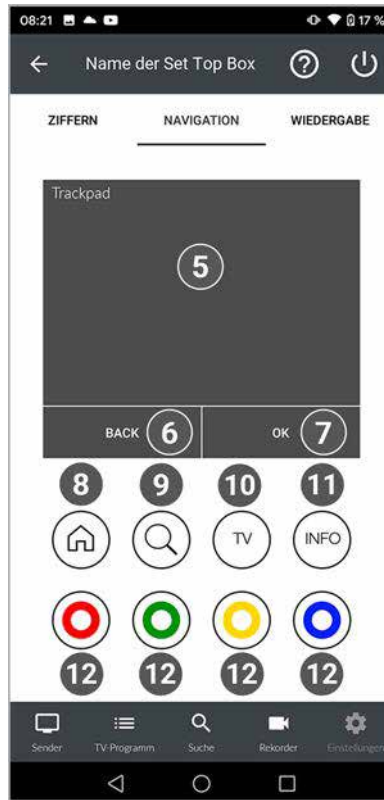 08:21 17 %
Name der Set Top Box ?
ZIFFERN NAVIGATION WIEDERGABE
Trackpad
5
BACK 6 OK 7
8 9 10 11
TV INFO
12 12 12 12
Sender TV-Programm Suche Rekorder Einstellungen